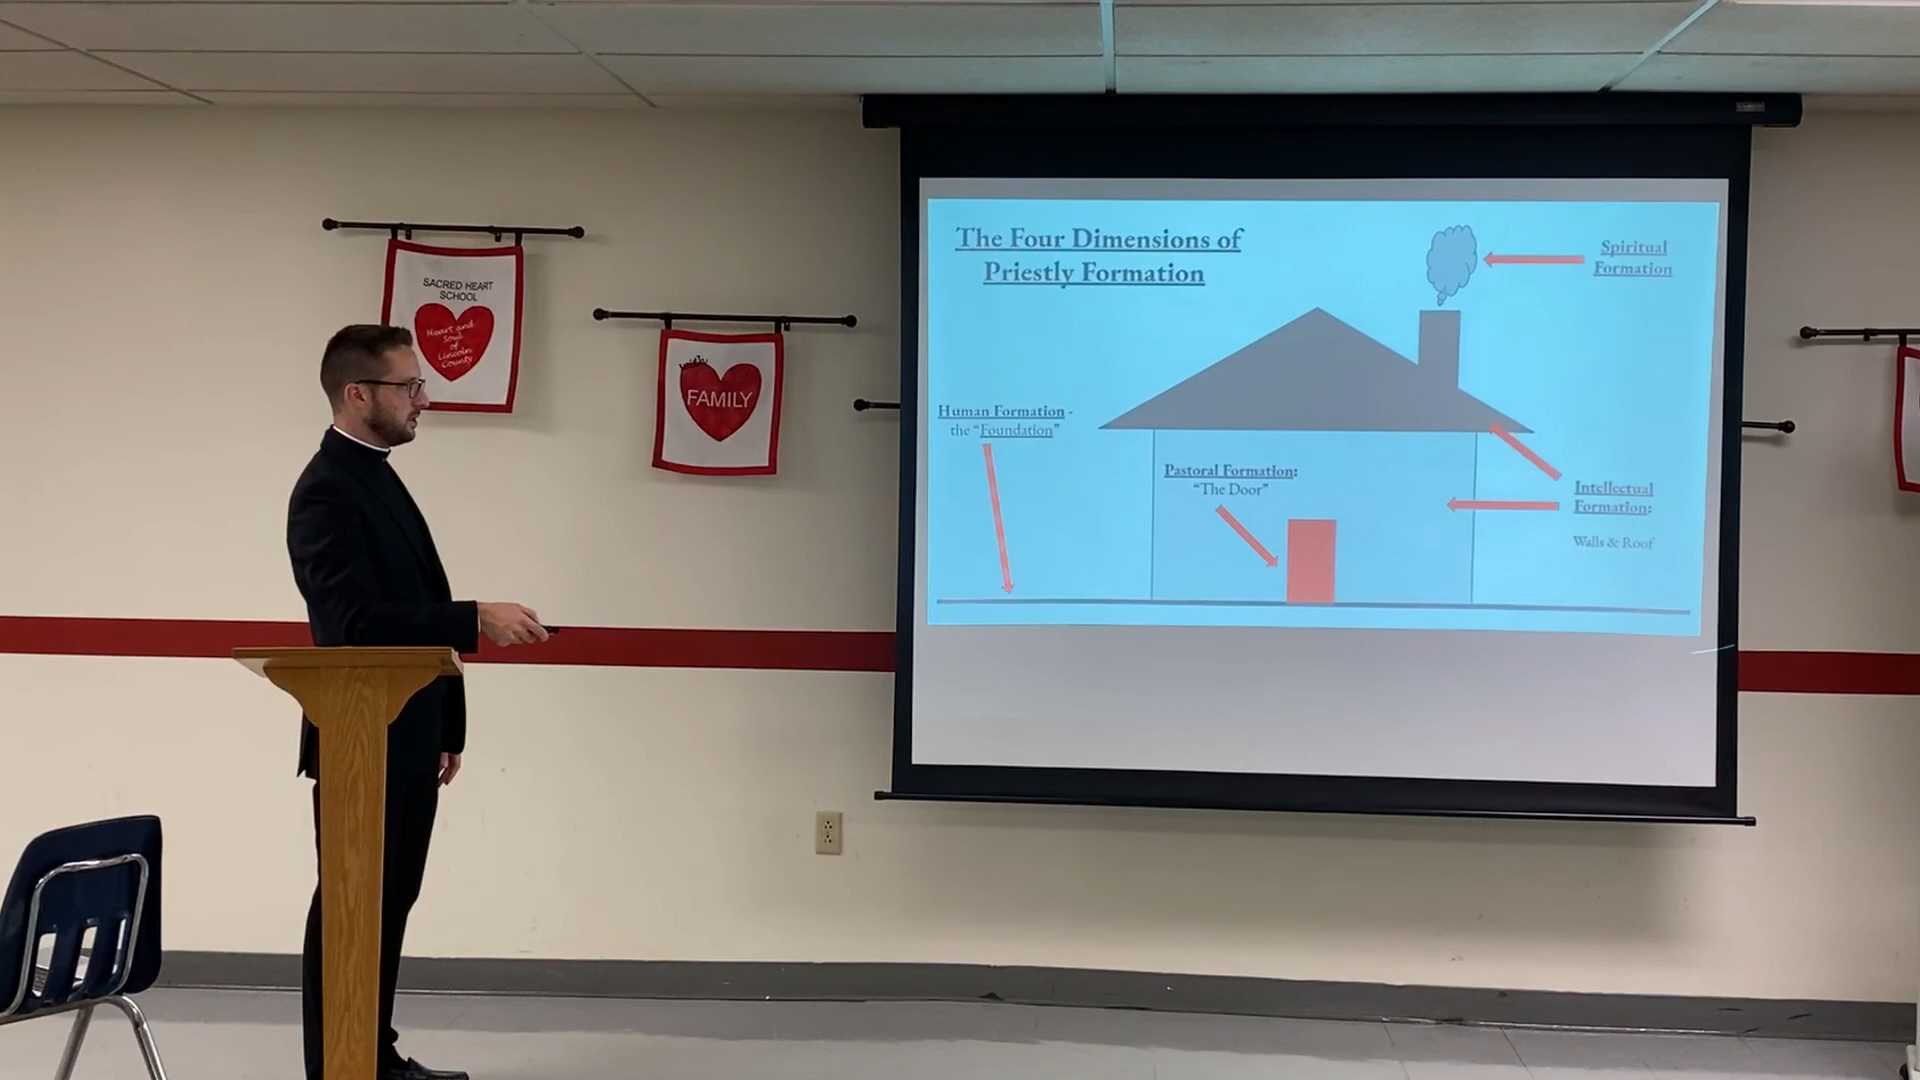 SACRED HEART
SCHOOL
Heart and
Soul
of
Lincoln
County
FAMILY
The Four Dimensions of
Priestly Formation
Spiritual
Formation
Human Formation -
the “Foundation”
Pastoral Formation:
“The Door”
Intellectual
Formation:
Walls & Roof